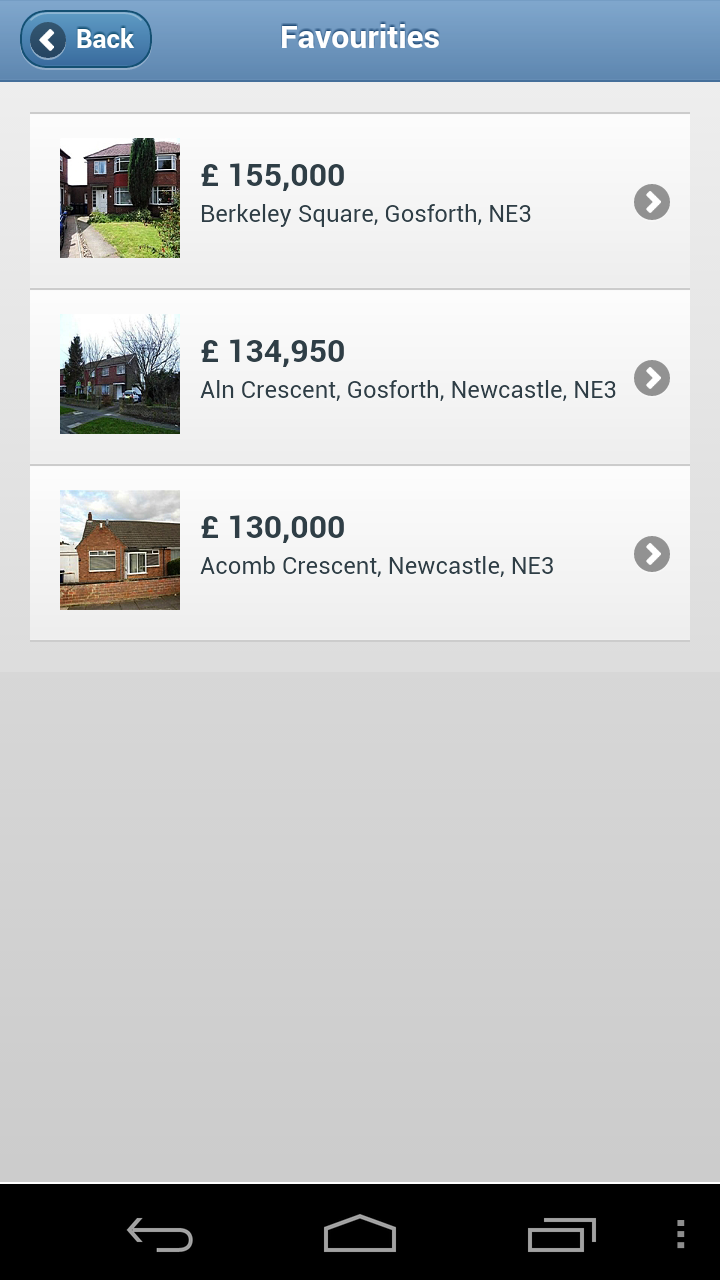 Back
Favourities
£ 155,000
Berkeley Square, Gosforth, NE3
£ 134,950
Aln Crescent, Gosforth, Newcastle, NE3
£ 130,000
Acomb Crescent, Newcastle, NE3